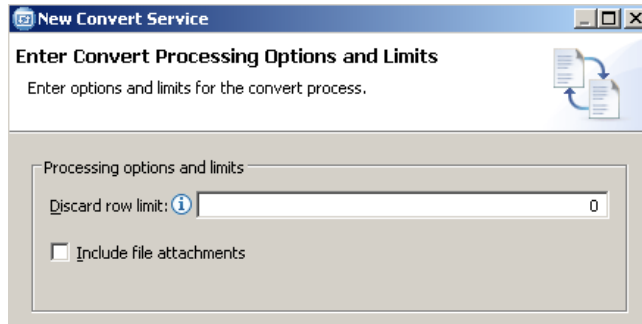 New Convert Service
Enter Convert Processing Options and Limits
Enter options and limits for the convert process.
Processing options and limits
Discard row limit: 0
Include file attachments